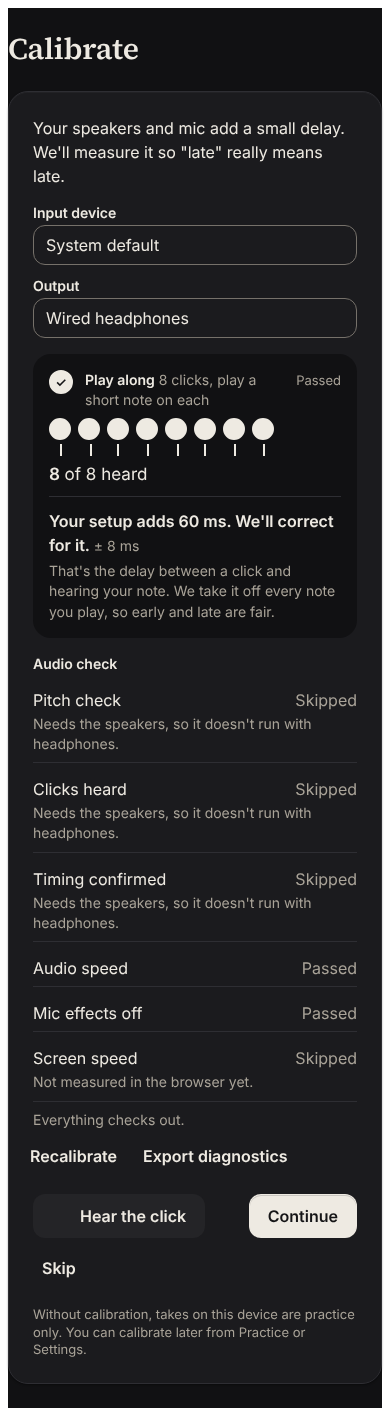 Calibrate
Your speakers and mic add a small delay.
We'll measure it so "late" really means
late.
Input device
System default
Output
Wired headphones
Play along 8 clicks, play a Passed
short note on each
8 of 8 heard
Your setup adds 60 ms. We'll correct
for it. ± 8 ms
That's the delay between a click and
hearing your note. We take it off every note
you play, so early and late are fair.
Audio check
Pitch check Skipped
Needs the speakers, so it doesn't run with
headphones.
Clicks heard Skipped
Needs the speakers, so it doesn't run with
headphones.
Timing confirmed Skipped
Needs the speakers, so it doesn't run with
headphones.
Audio speed Passed
Mic effects off Passed
Screen speed Skipped
Not measured in the browser yet.
Everything checks out.
Recalibrate Export diagnostics
Hear the click Continue
Skip
Without calibration, takes on this device are practice
only. You can calibrate later from Practice or
Settings.